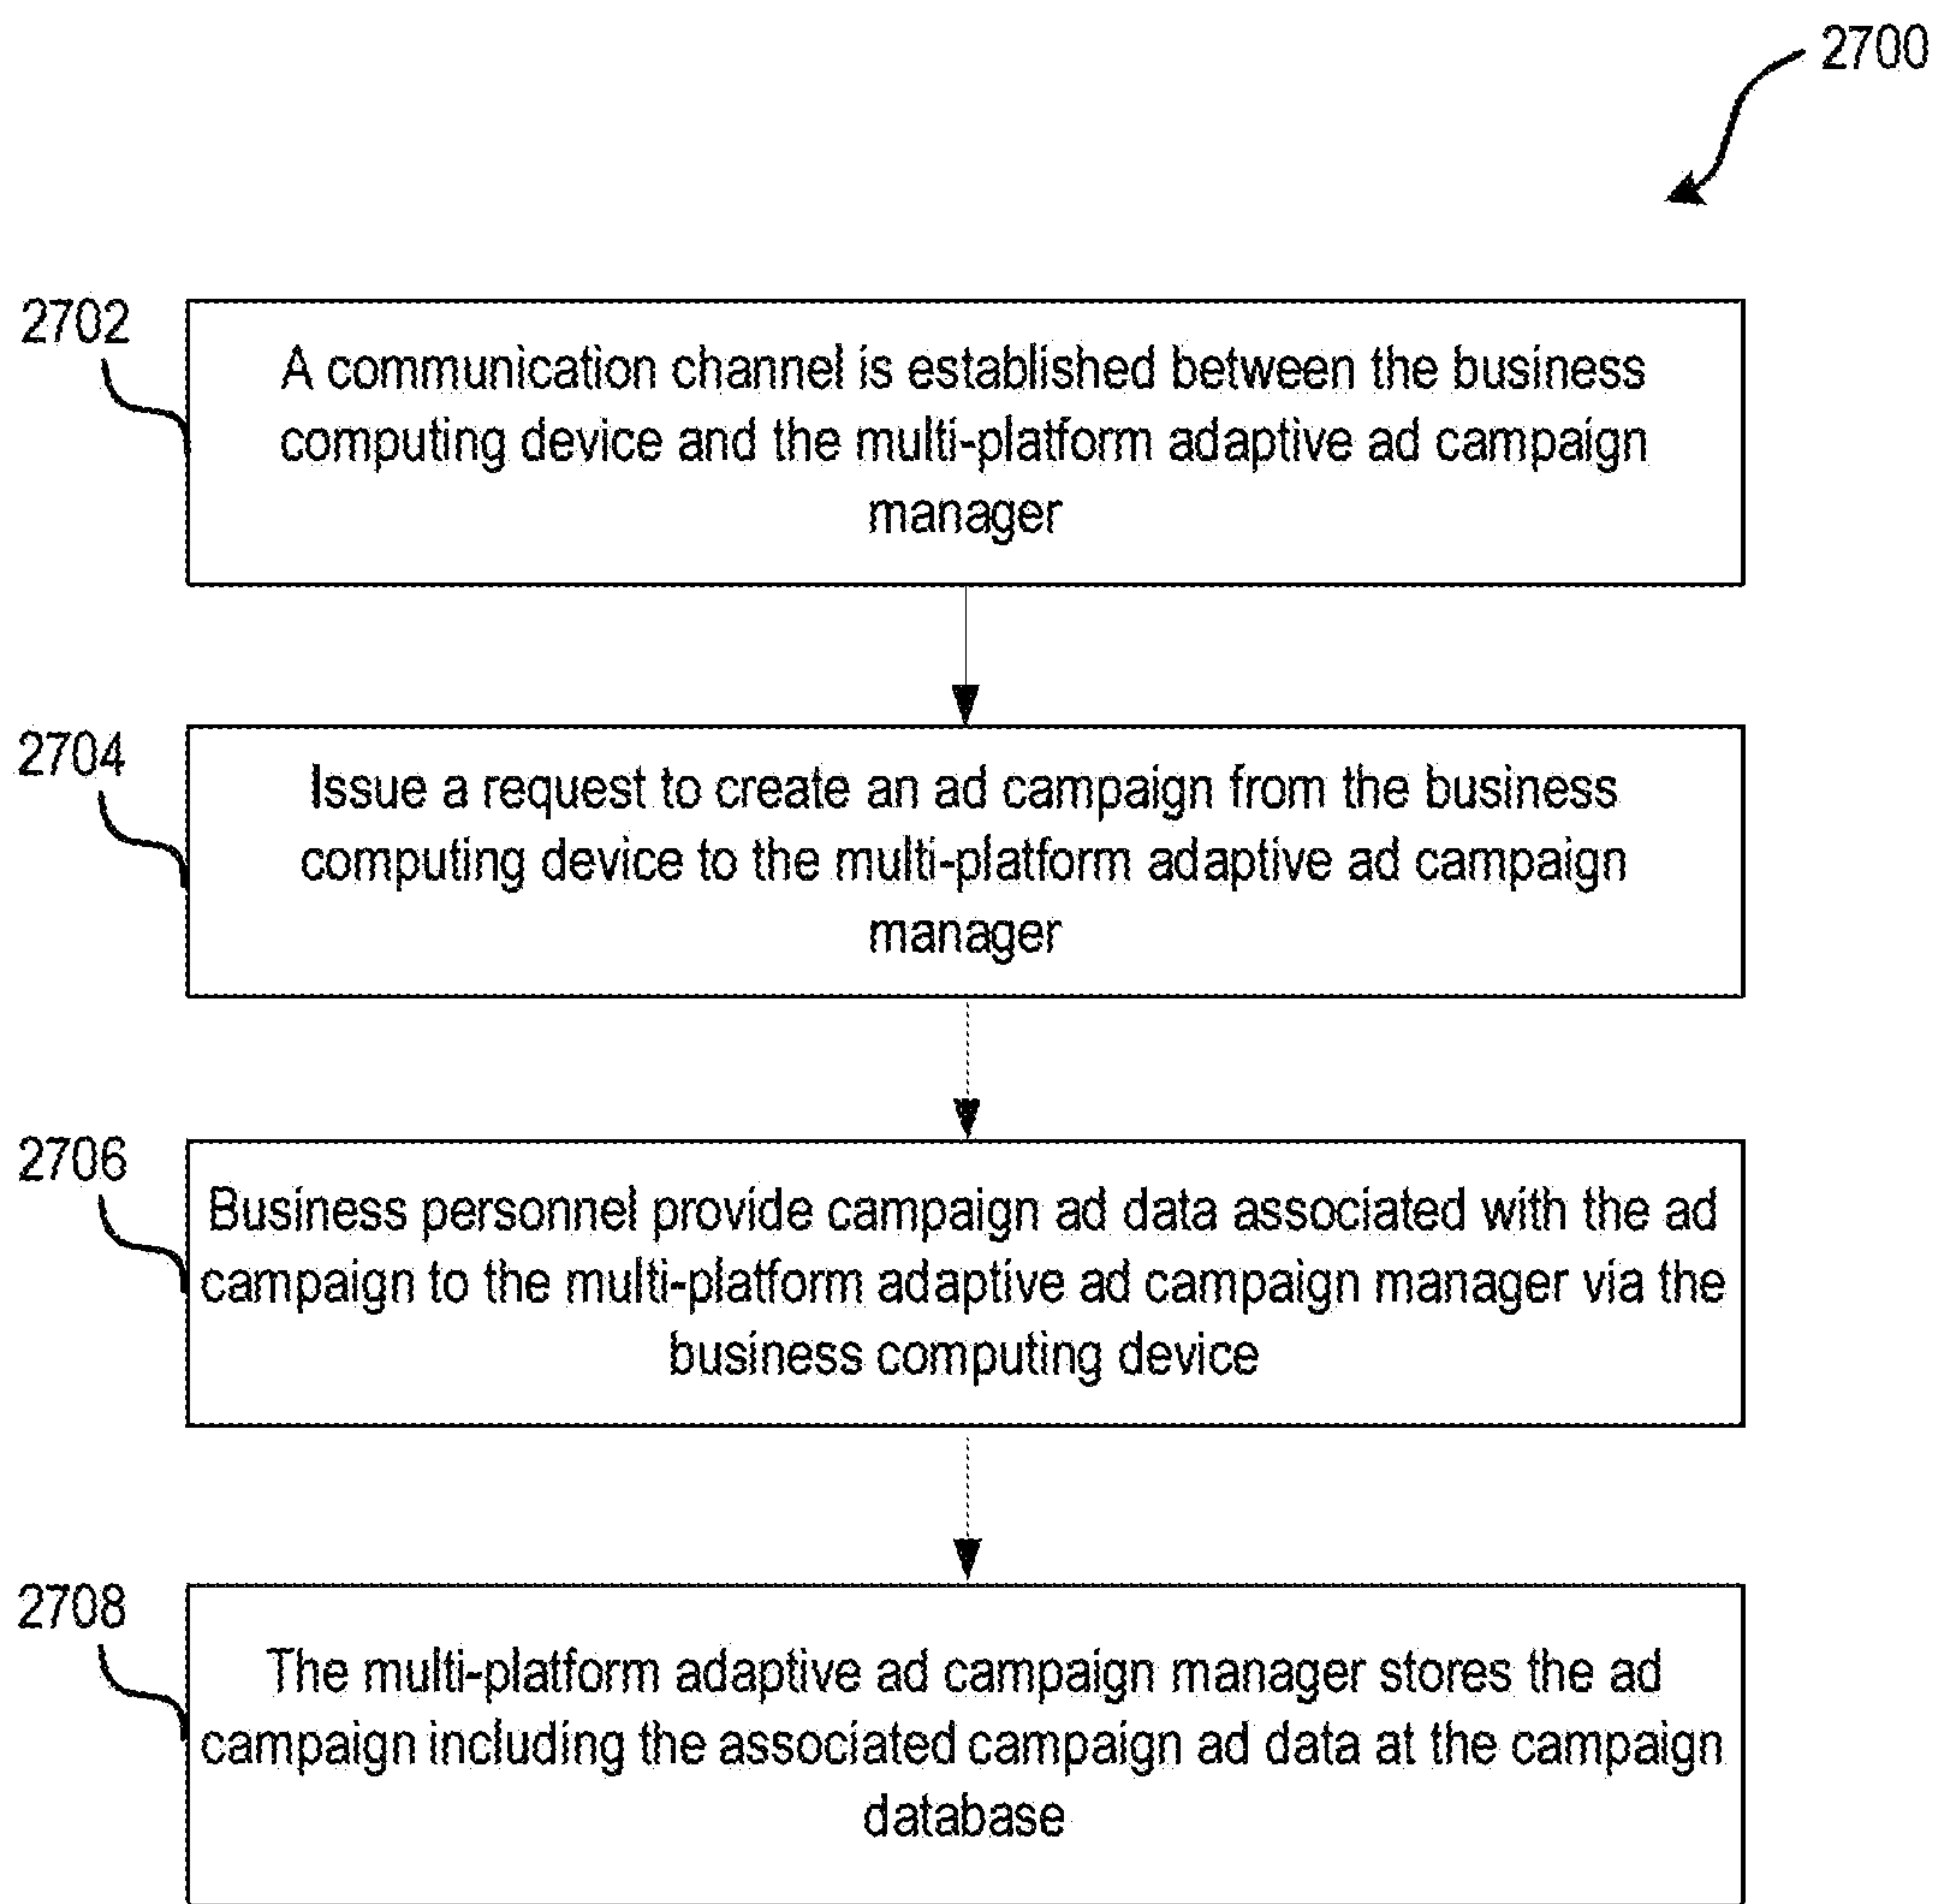 2700
2702
A communication channel is established between the business
computing device and the multi-platform adaptive ad campaign
manager
2704
Issue a request to create an ad campaign from the business
computing device to the multi-platform adaptive ad campaign
manager
2706
Business personnel provide campaign ad data associated with the ad
campaign to the multi-platform adaptive ad campaign manager via the
business computing device
2708
The multi-platform adaptive ad campaign manager stores the ad
campaign including the associated campaign ad data at the campaign
database